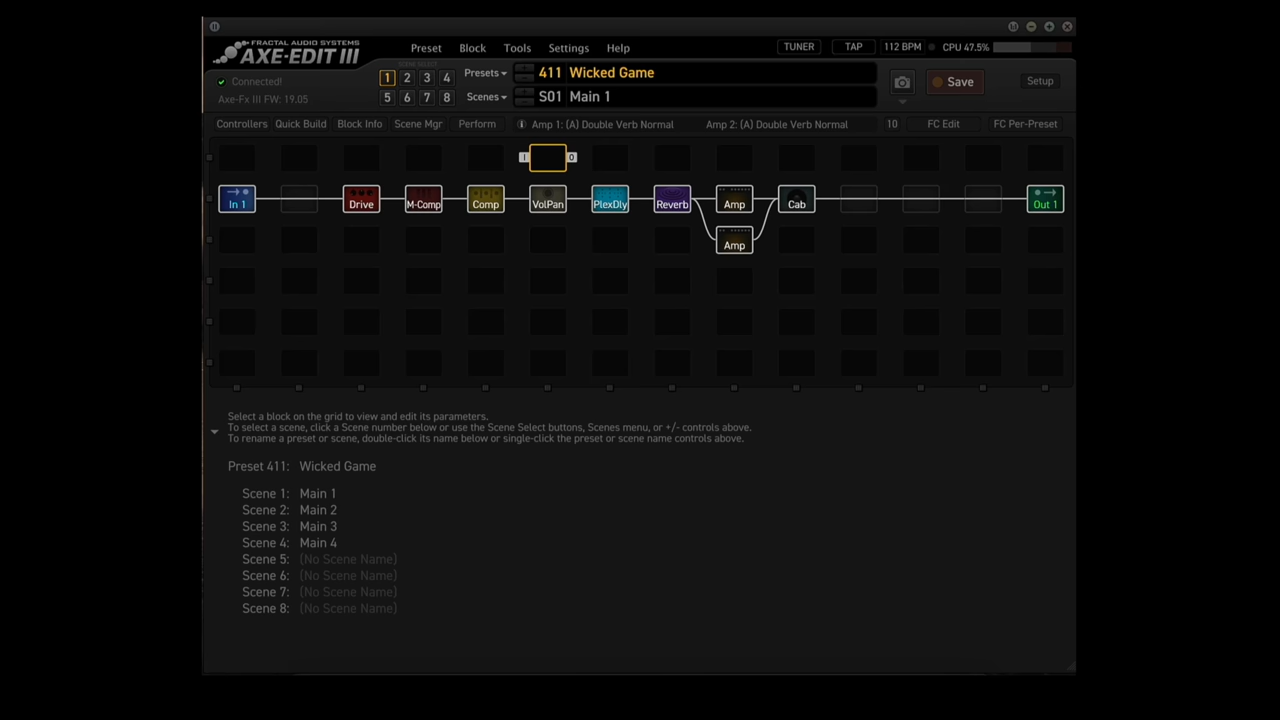 FRACTAL AUDIO SYSTEMS
AXE-EDIT III
Preset Block Tools Settings Help
TUNER TAP 112 BPM CPU 47.5%
SCENE SELECT
1 2 3 4
5 6 7 8
Presets 411 Wicked Game
Scenes S01 Main 1
Save
Setup
Connected!
Axe-Fx III FW: 19.05
Controllers Quick Build Block Info Scene Mgr Perform Amp 1: (A) Double Verb Normal Amp 2: (A) Double Verb Normal 10 FC Edit FC Per-Preset
I O
In 1 Drive M-Comp Comp VolPan PlexDly Reverb Amp Cab Out 1
Amp
Select a block on the grid to view and edit its parameters.
To select a scene, click a Scene number below or use the Scene Select buttons, Scenes menu, or +/- controls above.
To rename a preset or scene, double-click its name below or single-click the preset or scene name controls above.
Preset 411: Wicked Game
Scene 1: Main 1
Scene 2: Main 2
Scene 3: Main 3
Scene 4: Main 4
Scene 5: (No Scene Name)
Scene 6: (No Scene Name)
Scene 7: (No Scene Name)
Scene 8: (No Scene Name)